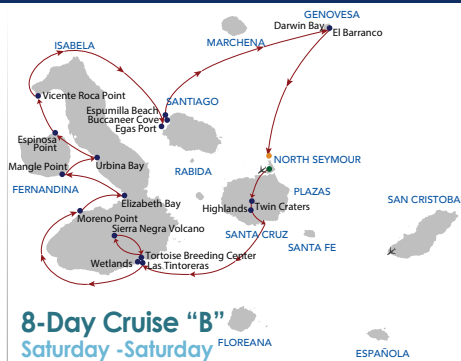 GENOVESA
Darwin Bay
El Barranco
MARCHENA
ISABELA
Vicente Roca Point
SANTIAGO
Espumilla Beach
Buccaneer Cove
Egas Port
Espinosa
Point
NORTH SEYMOUR
Mangle Point
Urbina Bay
RABIDA
FERNANDINA
PLAZAS
Elizabeth Bay
Highlands
Twin Craters
SAN CRISTOBA
Moreno Point
Sierra Negra Volcano
SANTA CRUZ
SANTA FE
Tortoise Breeding Center
Wetlands
Las Tintoreras
8-Day Cruise “B”
Saturday -Saturday
FLOREANA
ESPAÑOLA